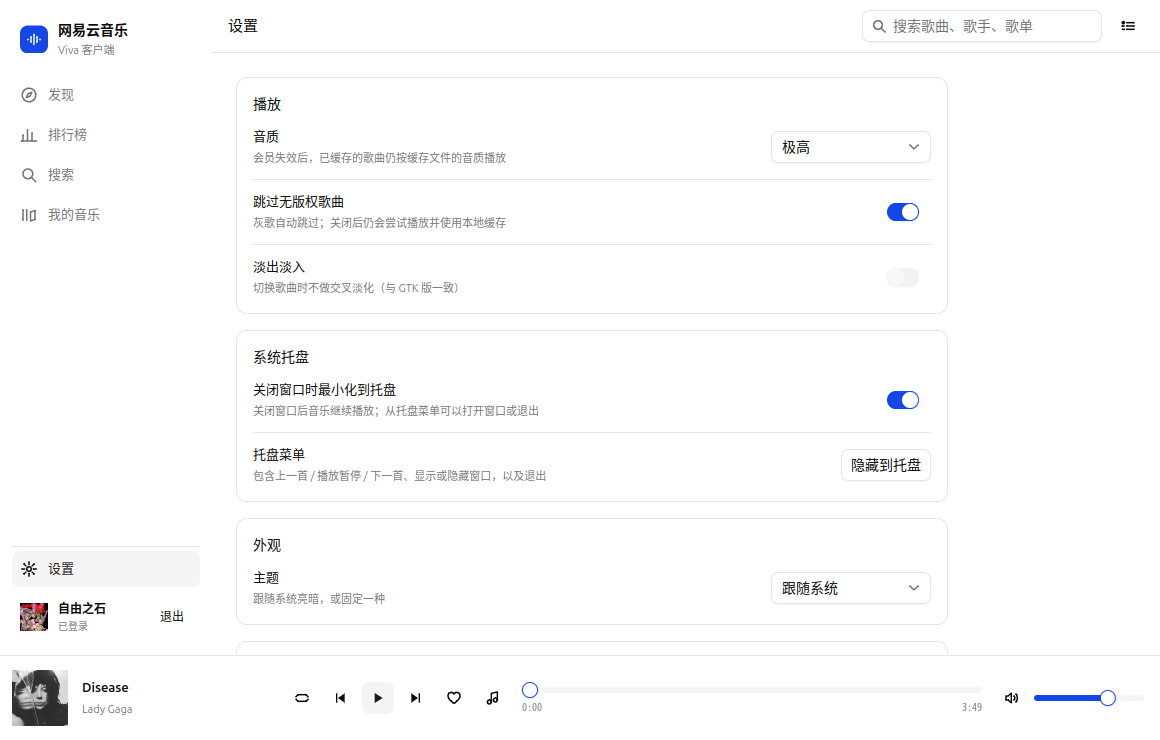 网易云音乐
Viva 客户端
发现
排行榜
搜索
我的音乐
设置
自由之石
已登录
退出
设置
搜索歌曲、歌手、歌单
播放
音质
会员失效后，已缓存的歌曲仍按缓存文件的音质播放
极高
跳过无版权歌曲
灰歌自动跳过；关闭后仍会尝试播放并使用本地缓存
淡出淡入
切换歌曲时不做交叉淡化（与 GTK 版一致）
系统托盘
关闭窗口时最小化到托盘
关闭窗口后音乐继续播放；从托盘菜单可以打开窗口或退出
托盘菜单
包含上一首 / 播放暂停 / 下一首、显示或隐藏窗口，以及退出
隐藏到托盘
外观
主题
跟随系统亮暗，或固定一种
跟随系统
Disease
Lady Gaga
0:00
3:49